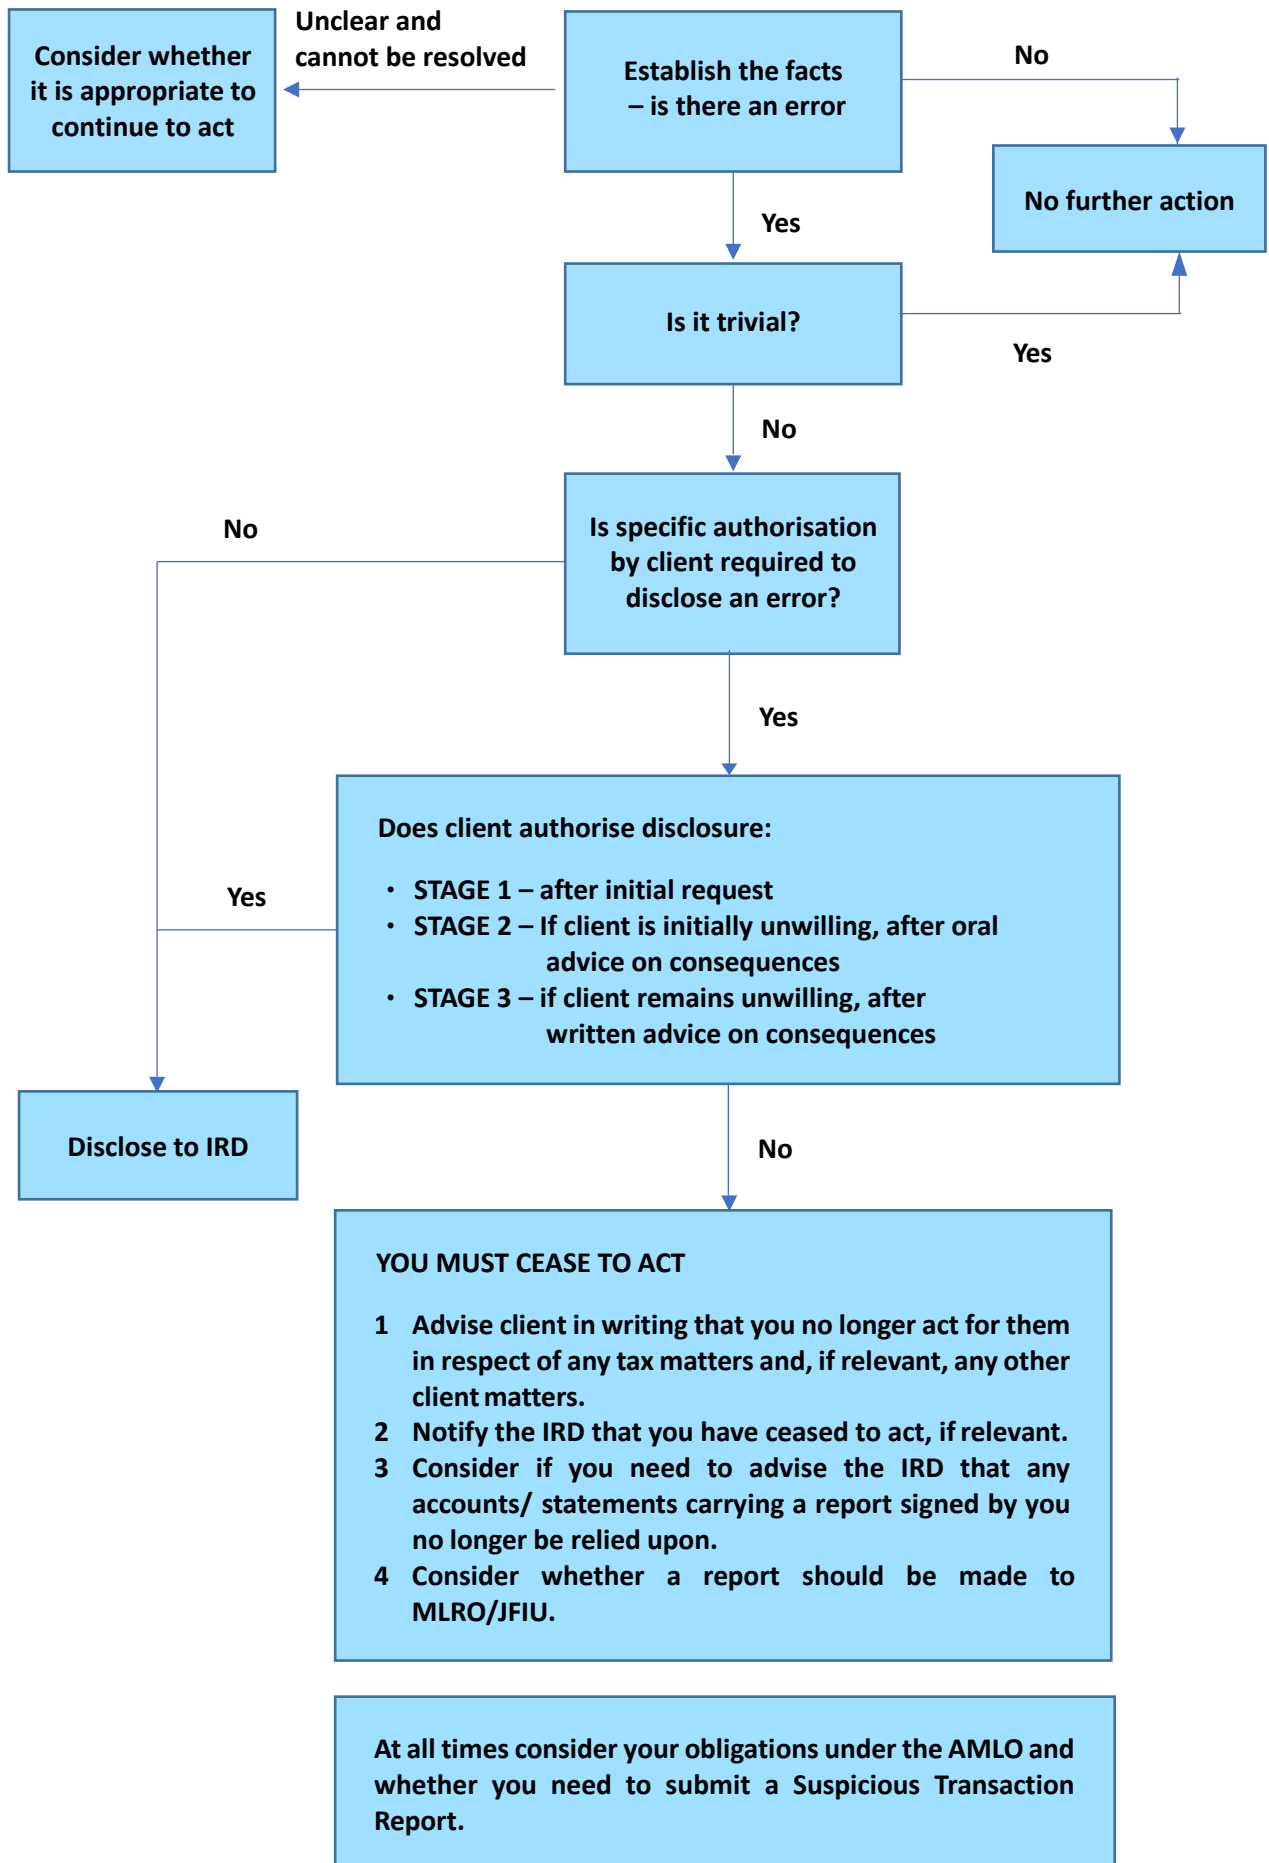 Unclear and
cannot be resolved
Consider whether
it is appropriate to
continue to act
Establish the facts
– is there an error
No
No further action
Yes
Is it trivial?
Yes
No
Is specific authorisation
by client required to
disclose an error?
No
Yes
Does client authorise disclosure:
· STAGE 1 – after initial request
· STAGE 2 – If client is initially unwilling, after oral
advice on consequences
· STAGE 3 – if client remains unwilling, after
written advice on consequences
Yes
Disclose to IRD
No
YOU MUST CEASE TO ACT
1 Advise client in writing that you no longer act for them
in respect of any tax matters and, if relevant, any other
client matters.
2 Notify the IRD that you have ceased to act, if relevant.
3 Consider if you need to advise the IRD that any
accounts/ statements carrying a report signed by you
no longer be relied upon.
4 Consider whether a report should be made to
MLRO/JFIU.
At all times consider your obligations under the AMLO and
whether you need to submit a Suspicious Transaction
Report.